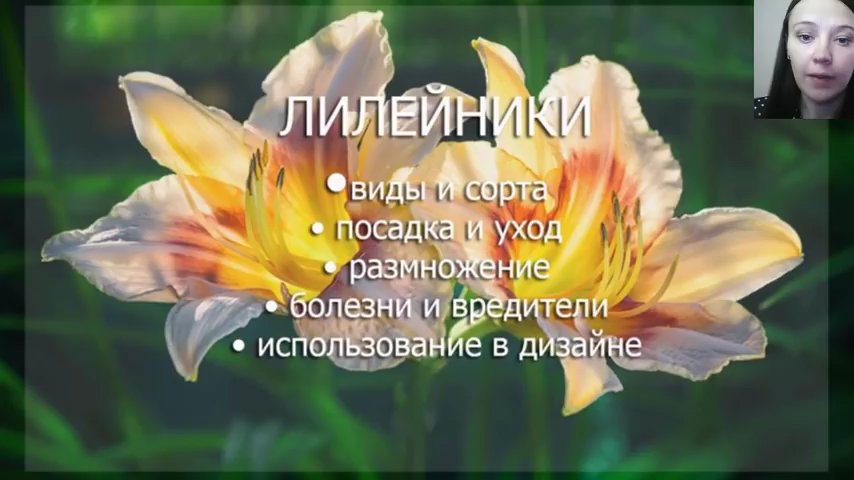 ЛИЛЕЙНИКИ
• виды и сорта
• посадка и уход
• размножение
• болезни и вредители
• использование в дизайне